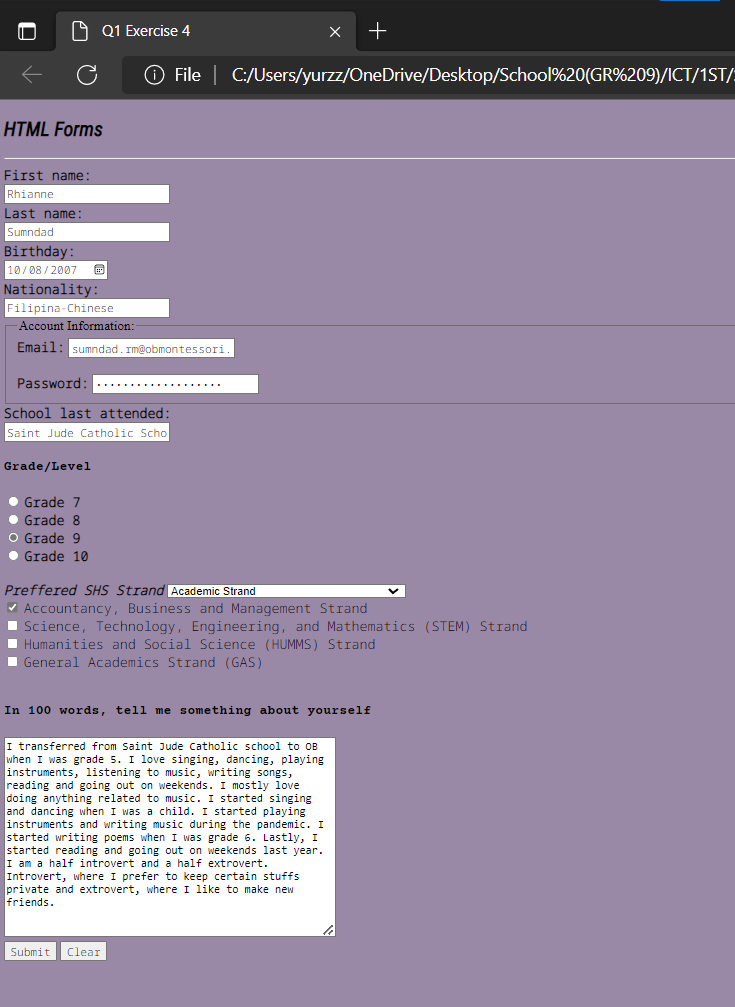 Q1 Exercise 4
File
C:/Users/yurzz/OneDrive/Desktop/School%20(GR%209)/ICT/1ST/
HTML Forms
First name:
Rhianne
Last name:
Sumndad
Birthday:
10/08/2007
Nationality:
Filipina-Chinese
Account Information:
Email: sumndad.rm@obmontessori.
Password: ···················
School last attended:
Saint Jude Catholic Scho
Grade/Level
Grade 7
Grade 8
Grade 9
Grade 10
Preffered SHS Strand Academic Strand
Accountancy, Business and Management Strand
Science, Technology, Engineering, and Mathematics (STEM) Strand
Humanities and Social Science (HUMMS) Strand
General Academics Strand (GAS)
In 100 words, tell me something about yourself
I transferred from Saint Jude Catholic school to OB
when I was grade 5. I love singing, dancing, playing
instruments, listening to music, writing songs,
reading and going out on weekends. I mostly love
doing anything related to music. I started singing
and dancing when I was a child. I started playing
instruments and writing music during the pandemic. I
started writing poems when I was grade 6. Lastly, I
started reading and going out on weekends last year.
I am a half introvert and a half extrovert.
Introvert, where I prefer to keep certain stuffs
private and extrovert, where I like to make new
friends.
Submit Clear